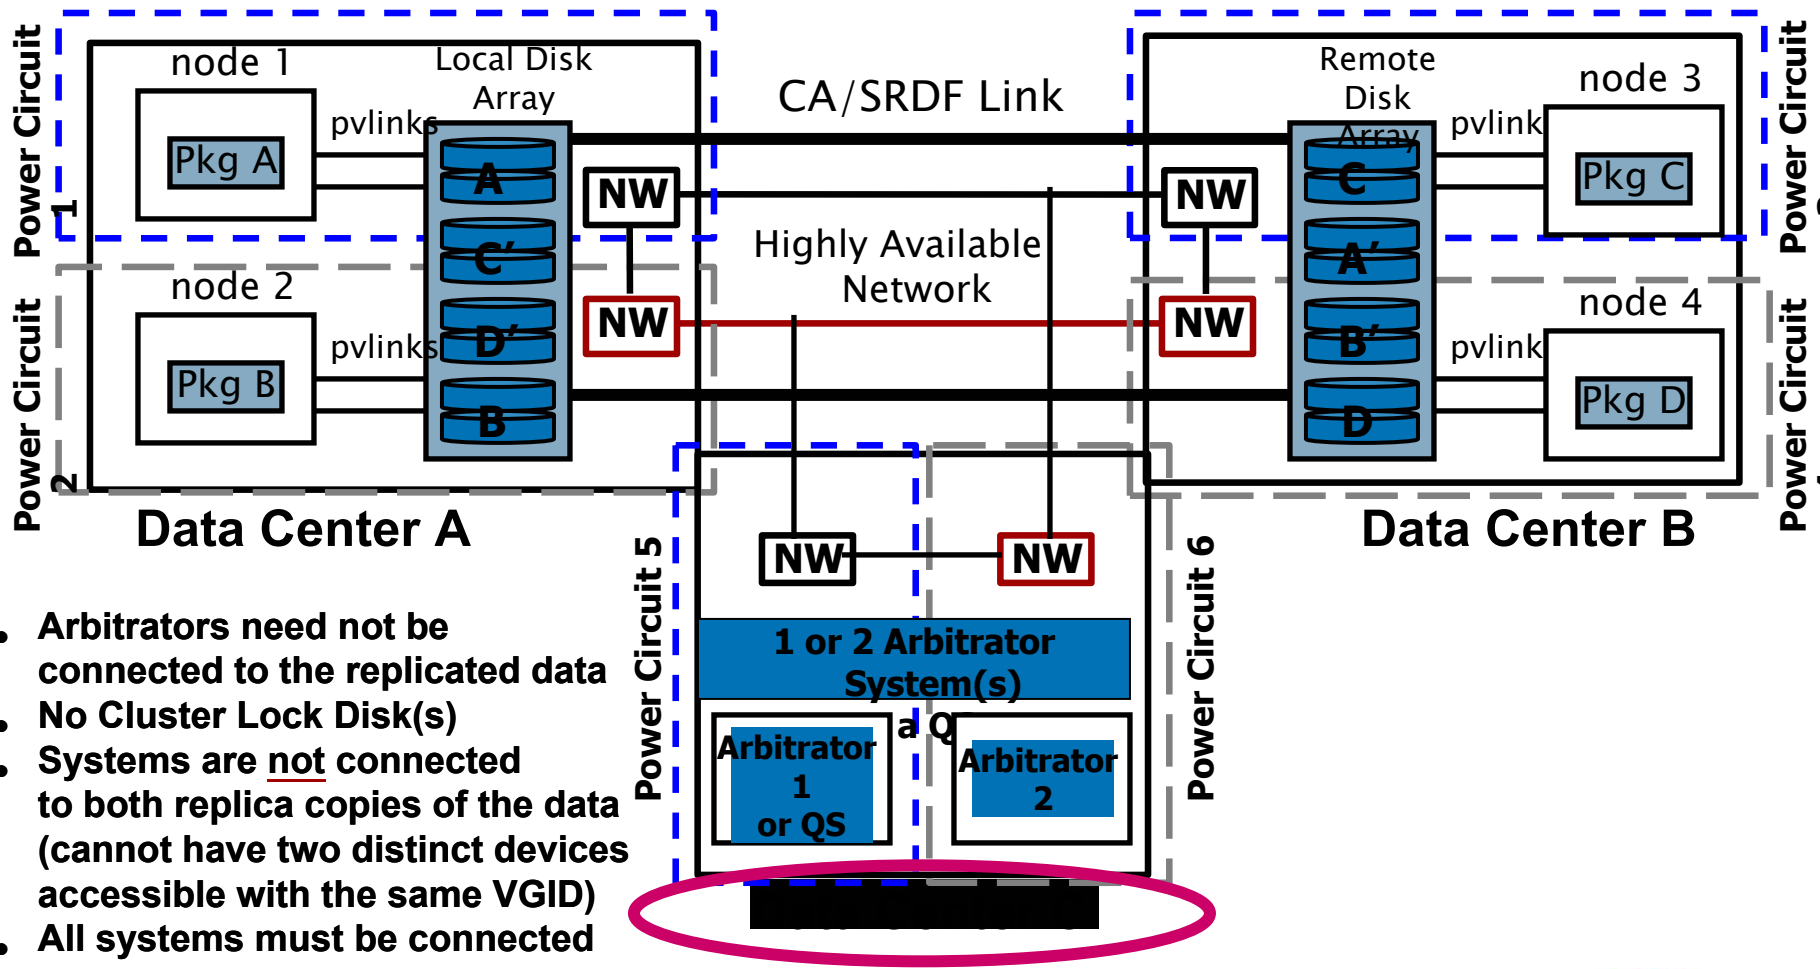 Power Circuit
1
node 1
Pkg A
pvlinks
Local Disk
Array
A
C′
D′
B
NW
NW
node 2
Pkg B
pvlinks
Power Circuit
2
Data Center A
CA/SRDF Link
Highly Available
Network
Remote
Disk
Array
C
A′
B′
D
NW
NW
pvlink
node 3
Pkg C
Power Circuit
pvlink
node 4
Pkg D
Power Circuit
Data Center B
NW
NW
Power Circuit 5
Power Circuit 6
1 or 2 Arbitrator
System(s)
Arbitrator
1
or QS
Arbitrator
2
• Arbitrators need not be
connected to the replicated data
• No Cluster Lock Disk(s)
• Systems are not connected
to both replica copies of the data
(cannot have two distinct devices
accessible with the same VGID)
• All systems must be connected